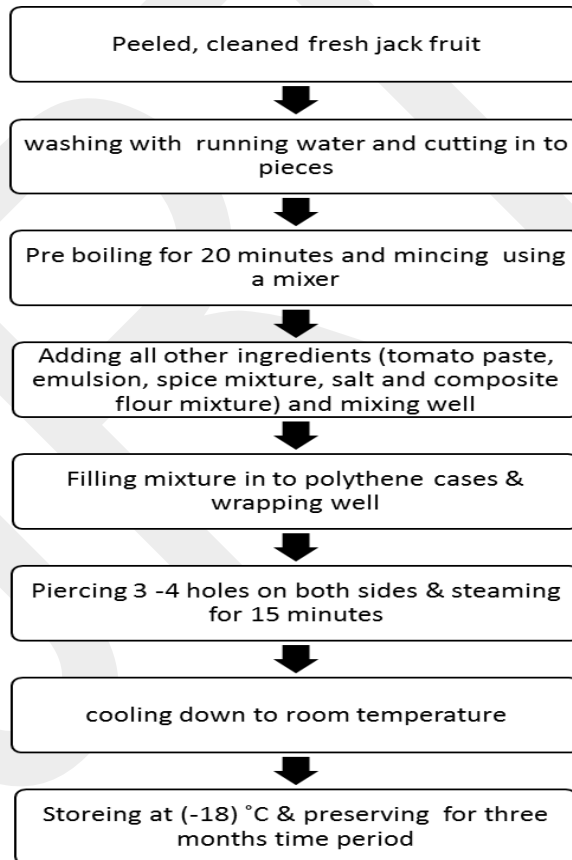 Peeled, cleaned fresh jack fruit
washing with running water and cutting in to
pieces
Pre boiling for 20 minutes and mincing using
a mixer
Adding all other ingredients (tomato paste,
emulsion, spice mixture, salt and composite
flour mixture) and mixing well
Filling mixture in to polythene cases &
wrapping well
Piercing 3 -4 holes on both sides & steaming
for 15 minutes
cooling down to room temperature
Storeing at (-18) ˚C & preserving for three
months time period